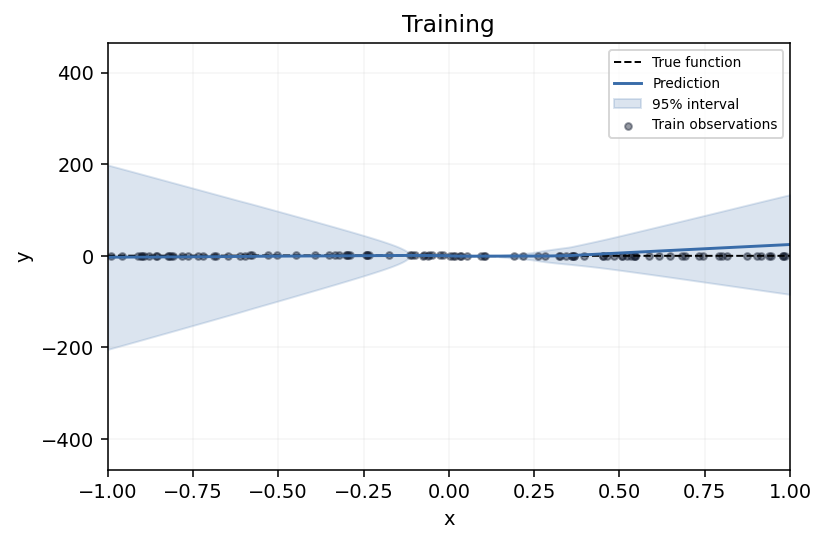 Training
400
200
0
−200
−400
y
−1.00 −0.75 −0.50 −0.25 0.00 0.25 0.50 0.75 1.00
x
True function
Prediction
95% interval
Train observations